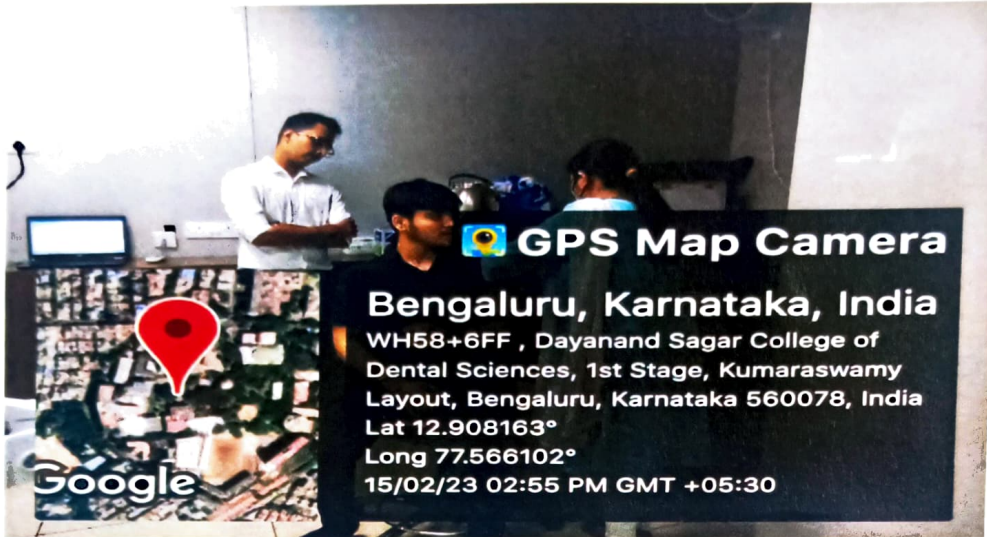 GPS Map Camera
Bengaluru, Karnataka, India
WH58+6FF , Dayanand Sagar College of
Dental Sciences, 1st Stage, Kumaraswamy
Layout, Bengaluru, Karnataka 560078, India
Lat 12.908163°
Long 77.566102°
15/02/23 02:55 PM GMT +05:30
Google